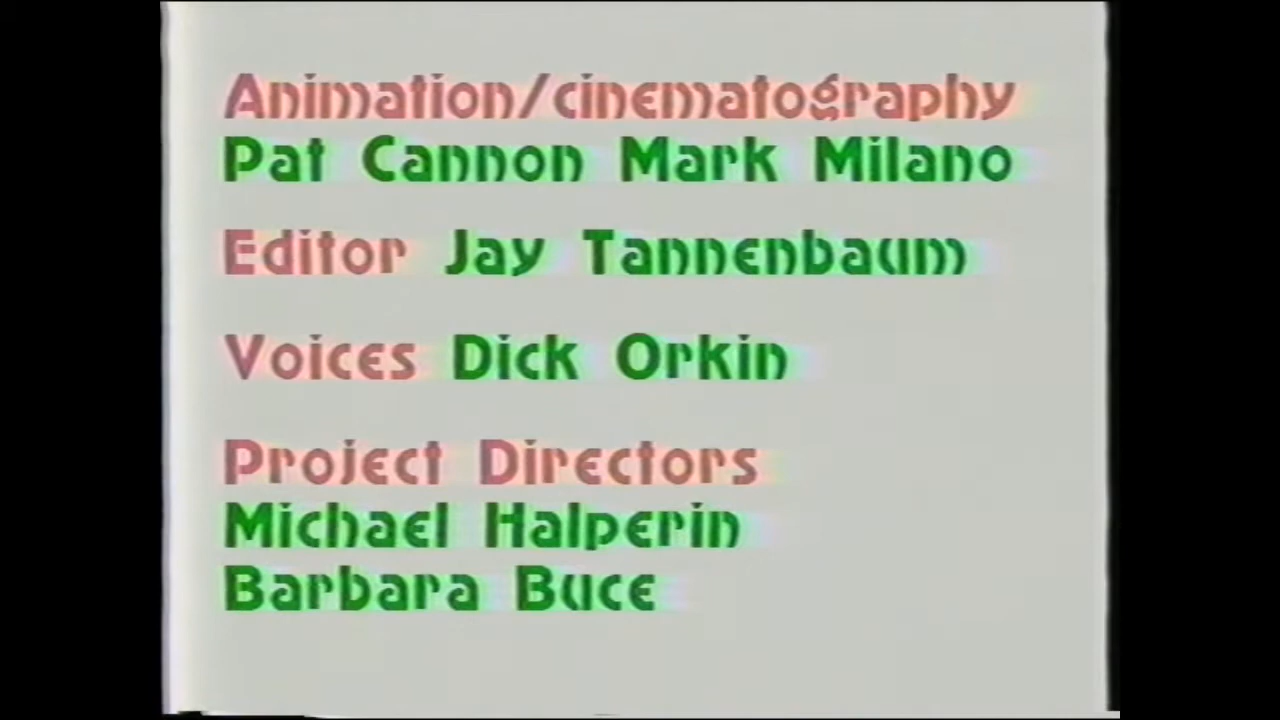 Animation/cinematography
Pat Cannon Mark Milano
Editor Jay Tannenbaum
Voices Dick Orkin
Project Directors
Michael Halperin
Barbara Buce